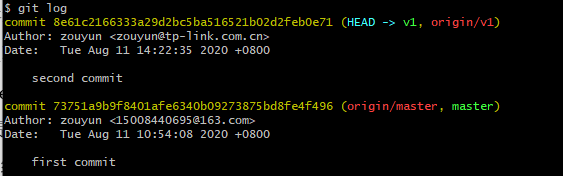 $ git log
commit 8e61c2166333a29d2bc5ba516521b02d2feb0e71 (HEAD -> v1, origin/v1)
Author: zouyun <zouyun@tp-link.com.cn>
Date:   Tue Aug 11 14:22:35 2020 +0800
    second commit
commit 73751a9b9f8401afe6340b09273875bd8fe4f496 (origin/master, master)
Author: zouyun <15008440695@163.com>
Date:   Tue Aug 11 10:54:08 2020 +0800
    first commit